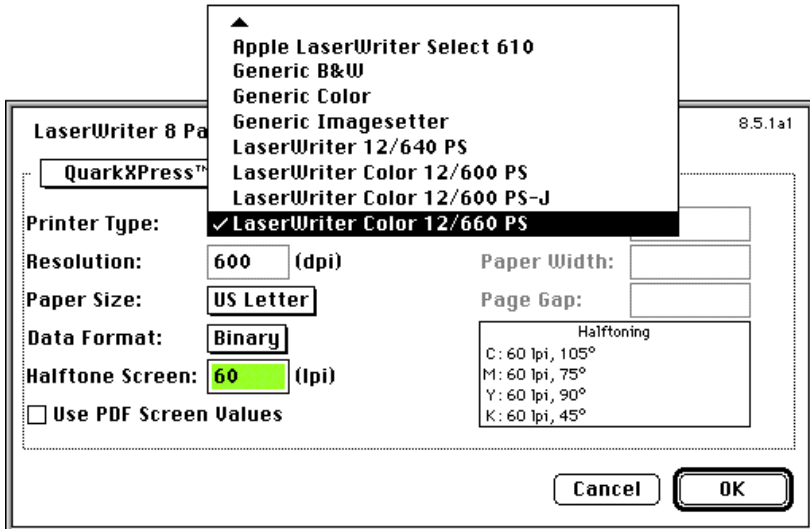 Apple LaserWriter Select 610
Generic B&W
Generic Color
Generic Imagesetter
LaserWriter 12/640 PS
LaserWriter Color 12/600 PS
LaserWriter Color 12/600 PS-J
✓LaserWriter Color 12/660 PS
LaserWriter 8 Pa
8.5.1a1
QuarkXPress™
Printer Type:
Resolution: 600 (dpi) Paper Width:
Paper Size: US Letter Page Gap:
Data Format: Binary
Halftone Screen: 60 (lpi)
Use PDF Screen Values
Halftoning
C: 60 lpi, 105°
M: 60 lpi, 75°
Y: 60 lpi, 90°
K: 60 lpi, 45°
Cancel OK